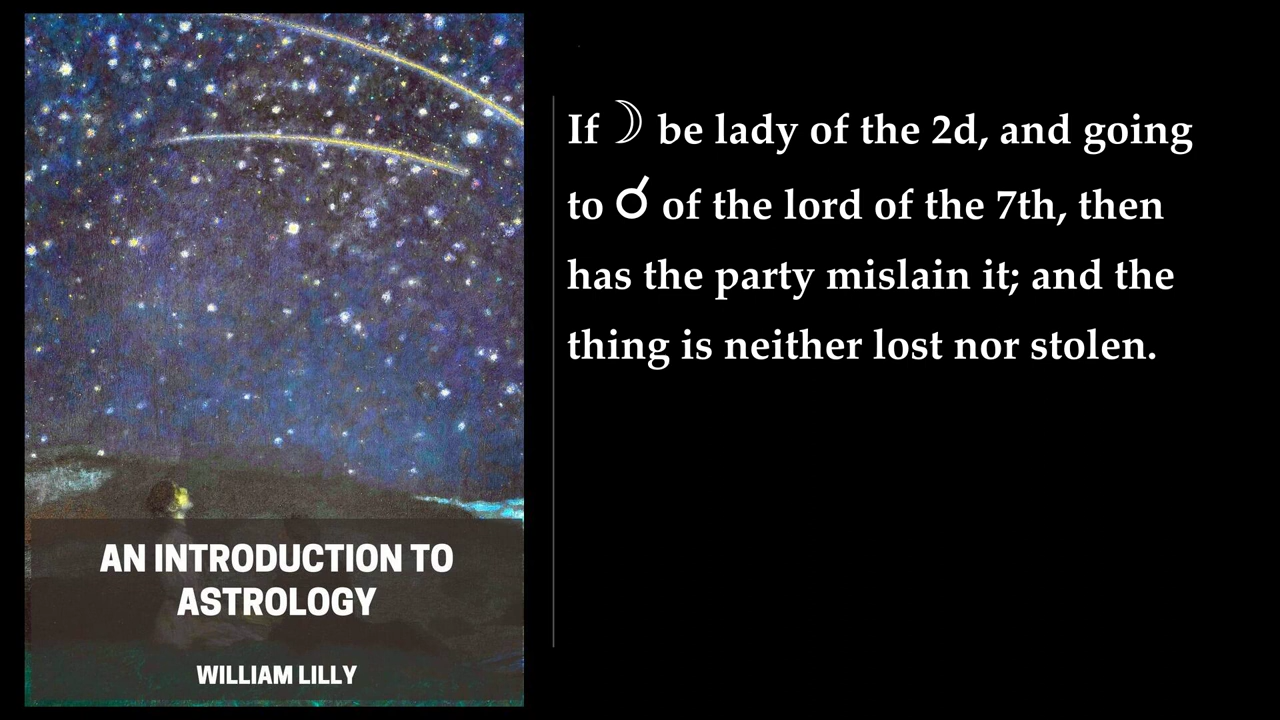 AN INTRODUCTION TO
ASTROLOGY
WILLIAM LILLY
If ☽ be lady of the 2d, and going
to ☌ of the lord of the 7th, then
has the party mislain it; and the
thing is neither lost nor stolen.